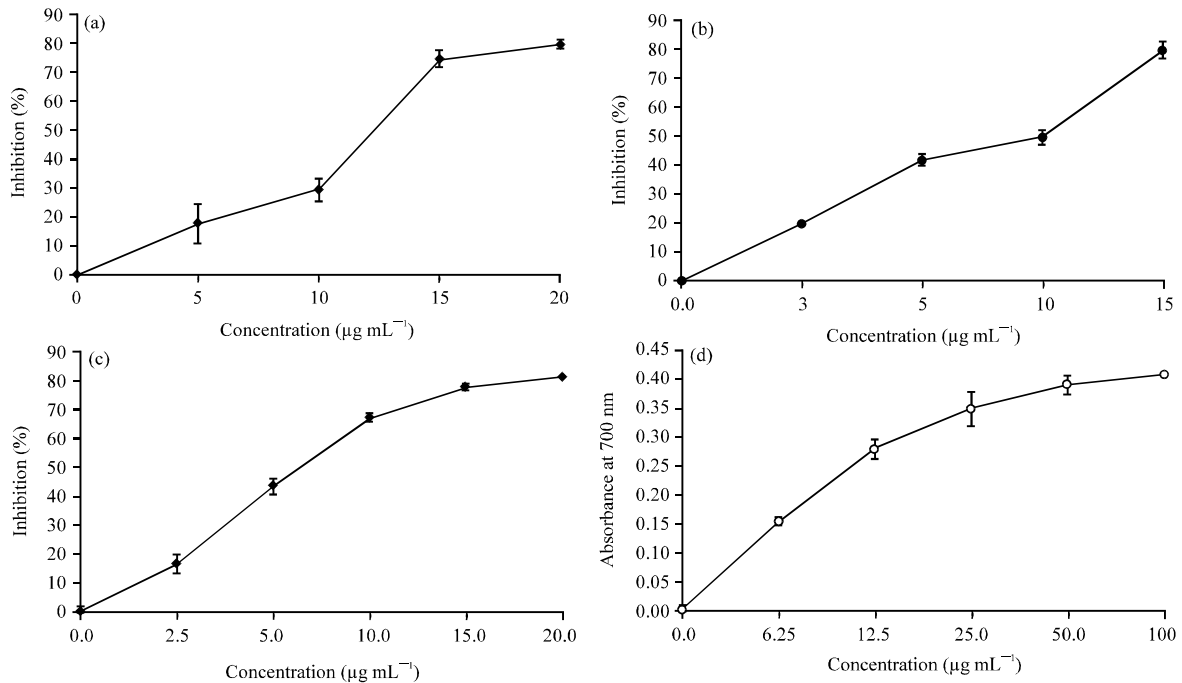 (a)
90
80
70
60
50
40
30
20
10
0
Inhibition (%)
0 5 10 15 20
Concentration (µg mL⁻¹)
(b)
90
80
70
60
50
40
30
20
10
0
Inhibition (%)
0.0 3 5 10 15
Concentration (µg mL⁻¹)
(c)
90
80
70
60
50
40
30
20
10
0
Inhibition (%)
0.0 2.5 5.0 10.0 15.0 20.0
Concentration (µg mL⁻¹)
(d)
0.45
0.40
0.35
0.30
0.25
0.20
0.15
0.05
0.00
Absorbance at 700 nm
0.0 6.25 12.5 25.0 50.0 100
Concentration (µg mL⁻¹)